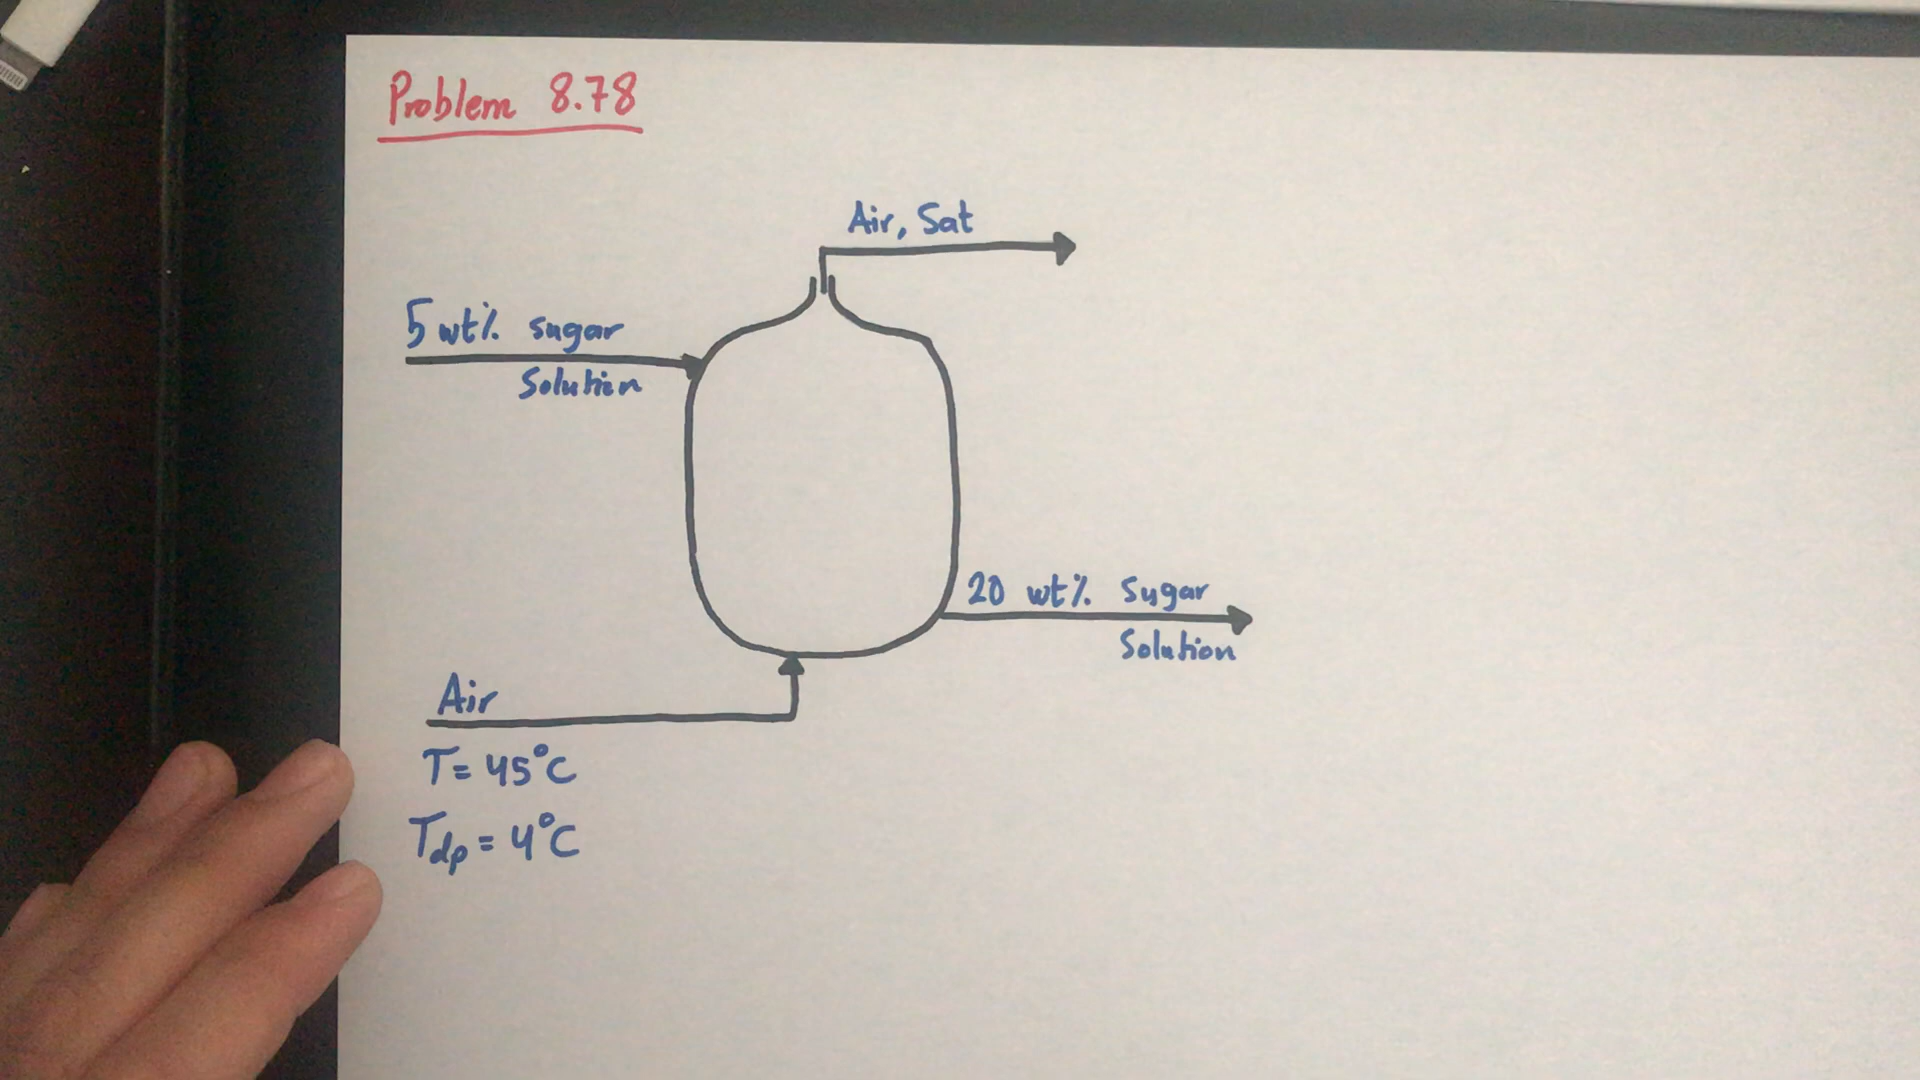 Problem 8.78
Air, Sat
5 wt% sugar
Solution
20 wt% Sugar
Solution
Air
T = 45°C
Tdp = 4°C